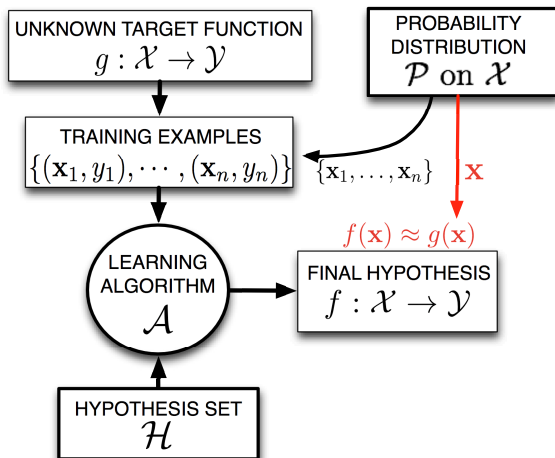 UNKNOWN TARGET FUNCTION
g : 𝒳 → 𝒴
PROBABILITY
DISTRIBUTION
𝒫 on 𝒳
TRAINING EXAMPLES
{(x₁, y₁), ⋯ , (xₙ, yₙ)}
{x₁, . . . , xₙ}
x
f(x) ≈ g(x)
LEARNING
ALGORITHM
𝒜
FINAL HYPOTHESIS
f : 𝒳 → 𝒴
HYPOTHESIS SET
ℋ